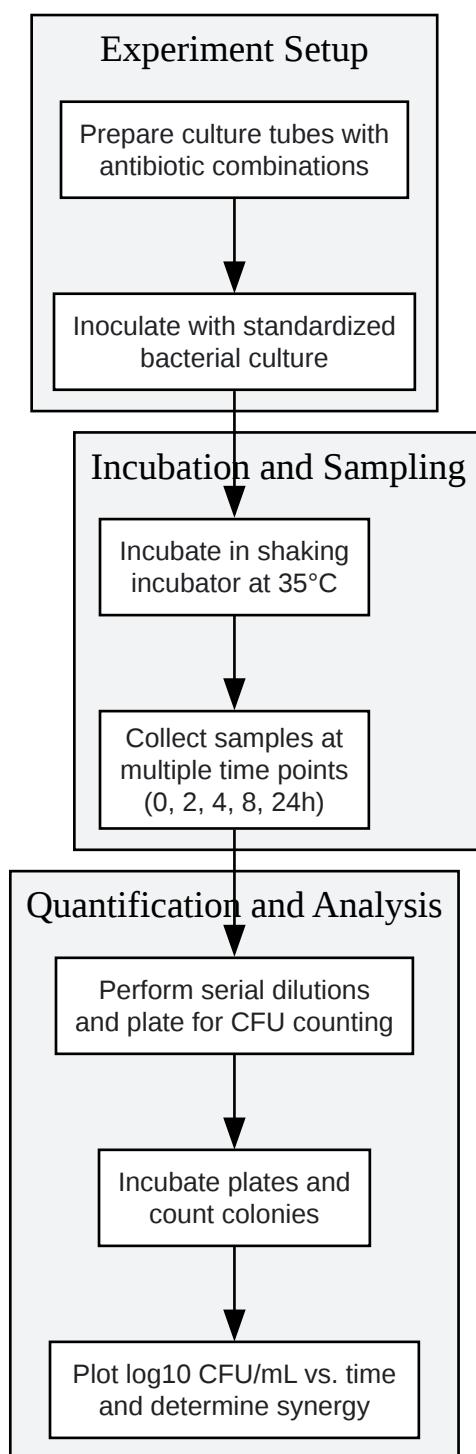 Experiment Setup
Prepare culture tubes with
antibiotic combinations
Inoculate with standardized
bacterial culture
Incubation and Sampling
Incubate in shaking
incubator at 35°C
Collect samples at
multiple time points
(0, 2, 4, 8, 24h)
Quantification and Analysis
Perform serial dilutions
and plate for CFU counting
Incubate plates and
count colonies
Plot log10 CFU/mL vs. time
and determine synergy